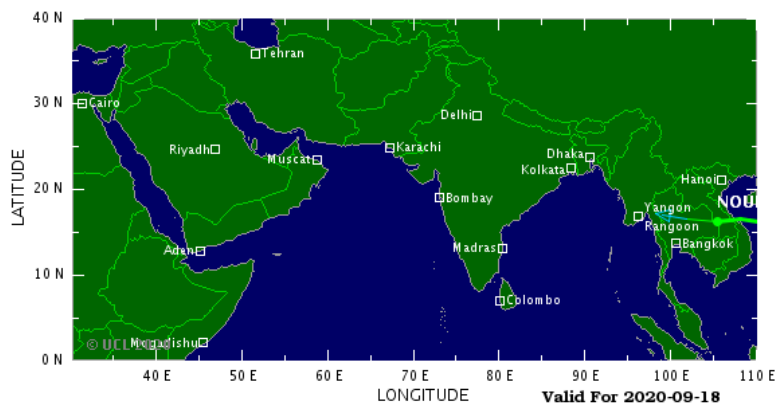 40 N
Tehran
30 N
Cairo
Delhi
Riyadh
Karachi
Muscat
Dhaka
Kolkata
Hanoi
LATITUDE
20 N
Bombay
Yangon
NOU
Rangoon
Madras
Bangkok
Aden
10 N
Colombo
Mogadishu
0 N
40 E
50 E
60 E
70 E
80 E
90 E
100 E
110 E
LONGITUDE
Valid For 2020-09-18